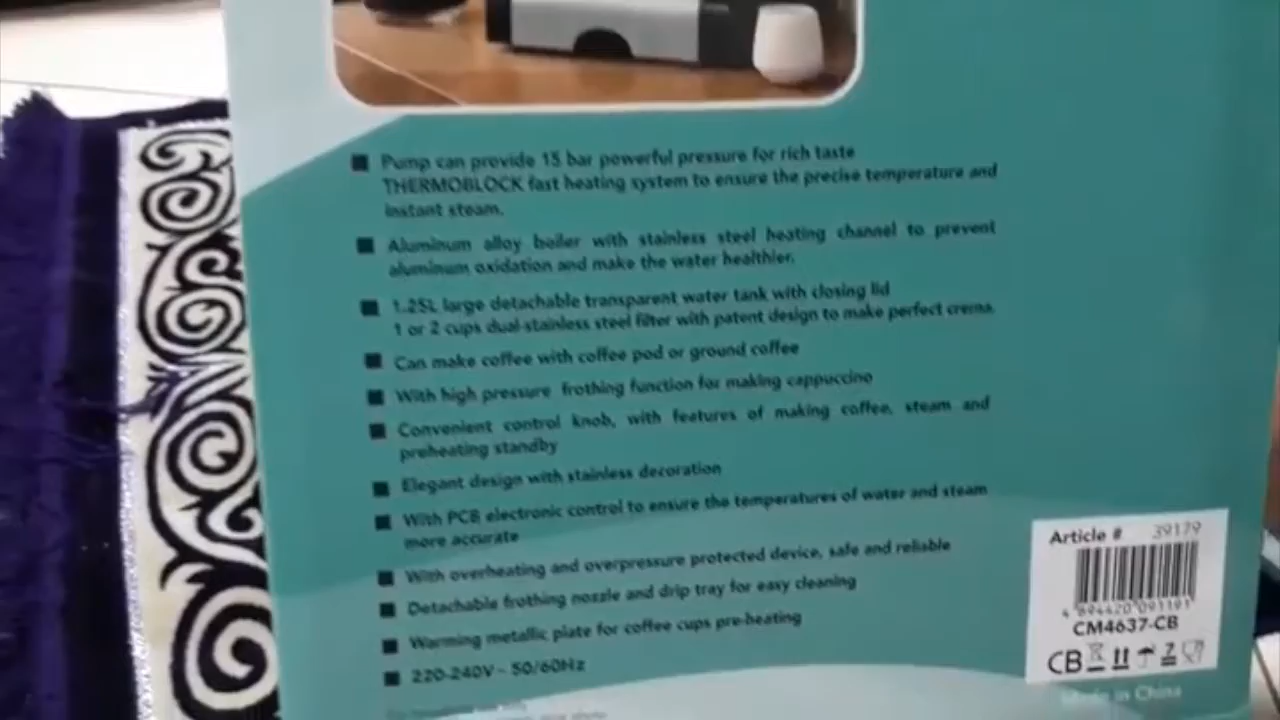 Pump can provide 15 bar powerful pressure for rich taste
THERMOBLOCK fast heating system to ensure the precise temperature and
instant steam.
Aluminum alloy boiler with stainless steel heating channel to prevent
aluminum oxidation and make the water healthier.
1.25L large detachable transparent water tank with closing lid
1 or 2 cups dual-stainless steel filter with patent design to make perfect crema.
Can make coffee with coffee pod or ground coffee
With high pressure frothing function for making cappuccino
Convenient control knob, with features of making coffee, steam and
preheating standby
Elegant design with stainless decoration
With PCB electronic control to ensure the temperatures of water and steam
more accurate
With overheating and overpressure protected device, safe and reliable
Detachable frothing nozzle and drip tray for easy cleaning
Warming metallic plate for coffee cups pre-heating
220-240V~ 50/60Hz
Article # 39179
4 894420 091191
CM4637-CB
CB
Made in China